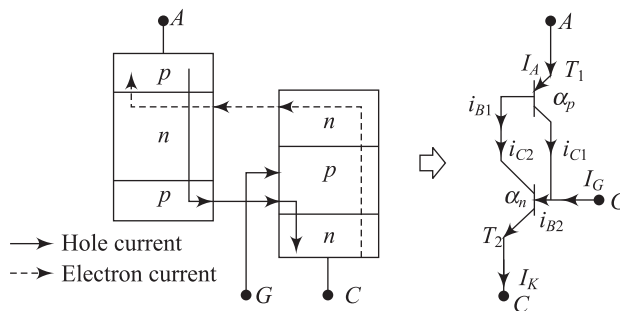 A
A
p
n
p
n
p
n
G
C
Hole current
Electron current
I_A
T_1
α_p
i_B1
i_C2
i_C1
I_G
α_n
i_B2
T_2
I_K
C